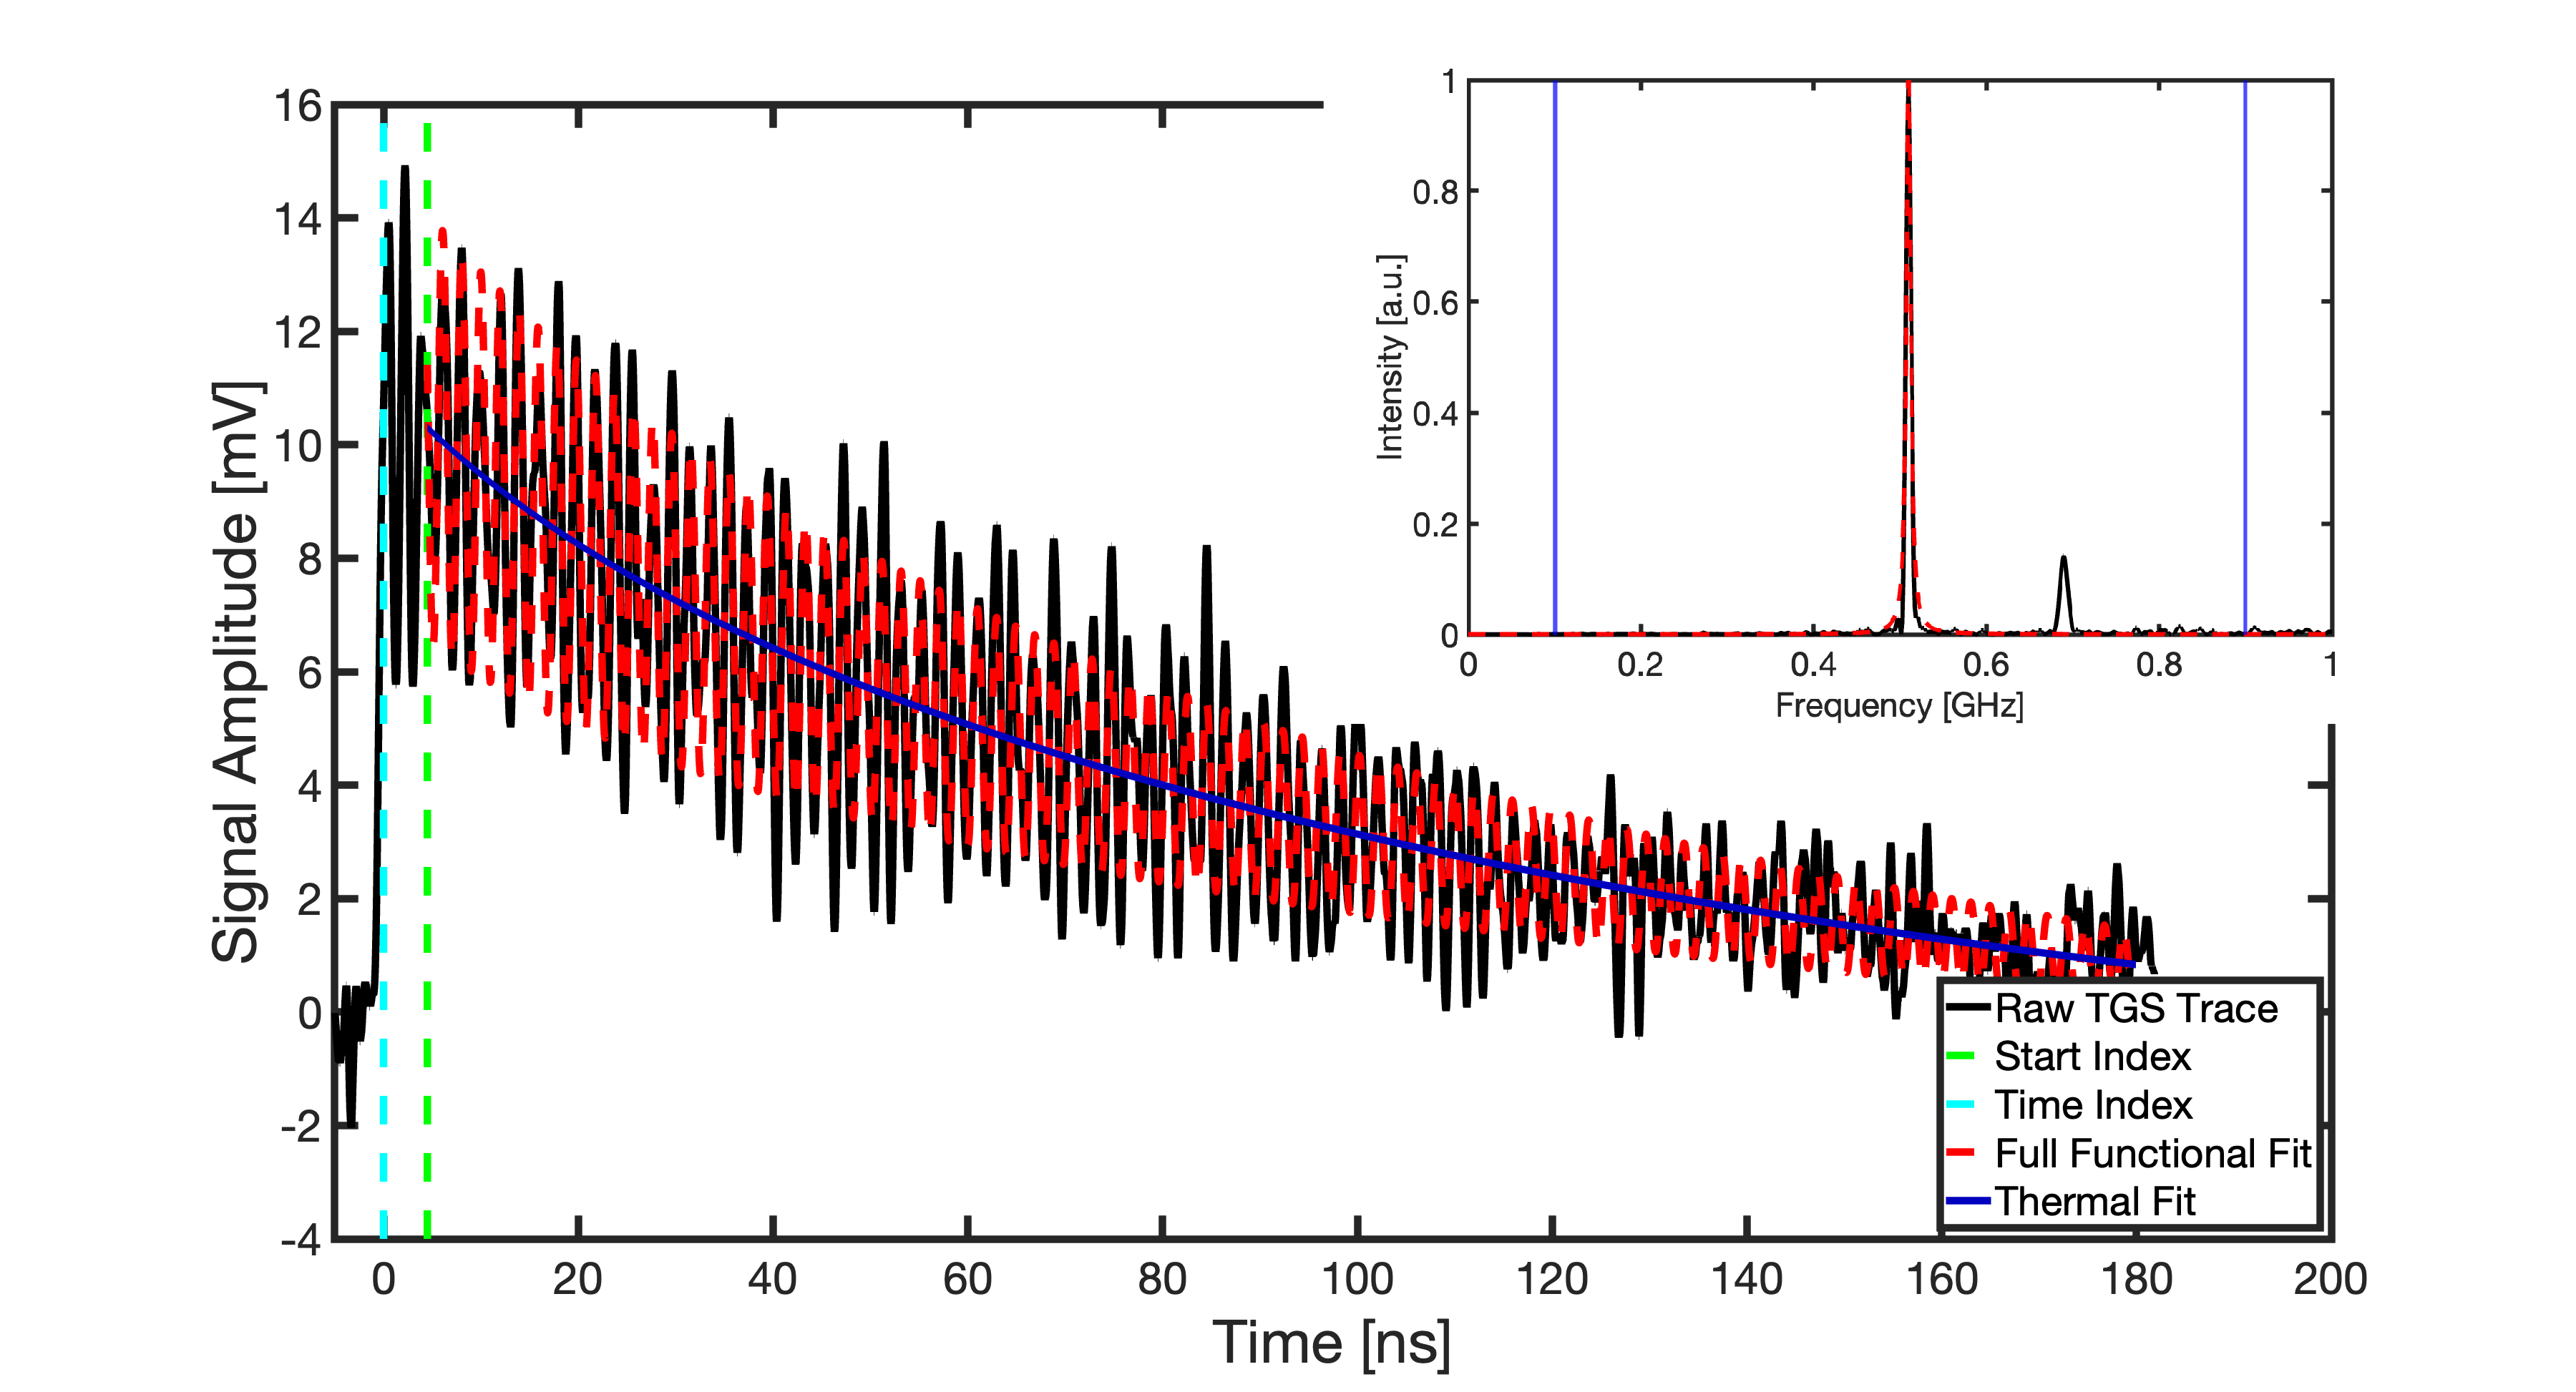 16
14
12
10
8
6
4
2
0
-2
-4
Signal Amplitude [mV]
0 20 40 60 80 100 120 140 160 180 200
Time [ns]
1
0.8
0.6
0.4
0.2
0
Intensity [a.u.]
0 0.2 0.4 0.6 0.8 1
Frequency [GHz]
Raw TGS Trace
Start Index
Time Index
Full Functional Fit
Thermal Fit